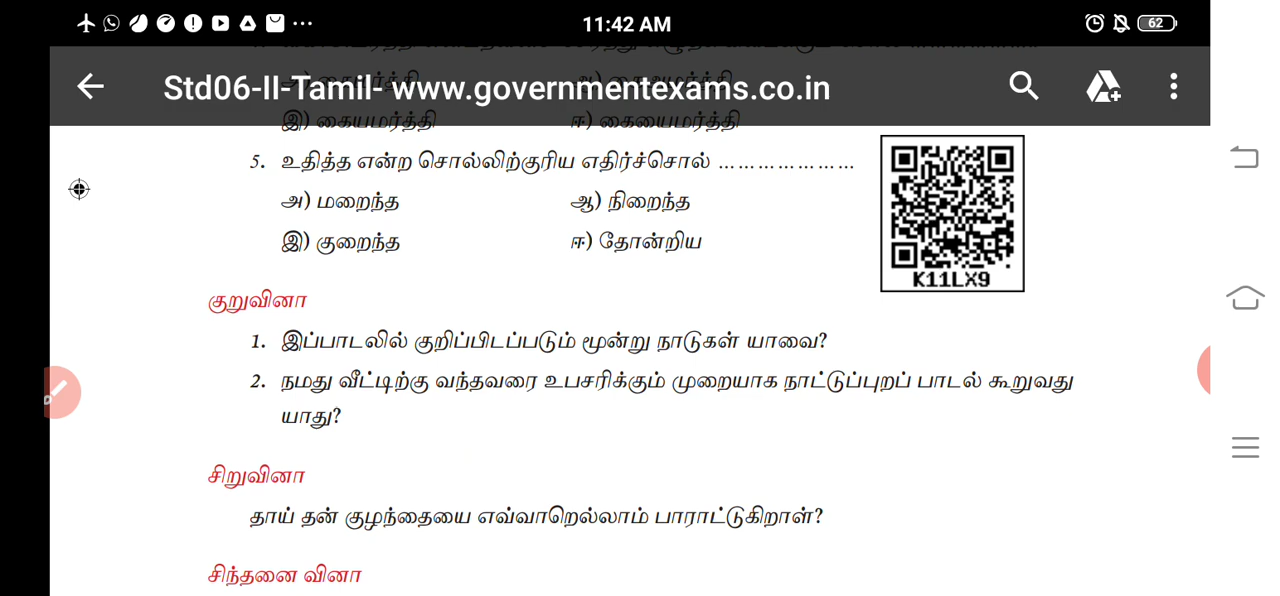 11:42 AM
62
Std06-II-Tamil- www.governmentexams.co.in
இ) கையமர்த்தி ஈ) கையைமர்த்தி
5. உதித்த என்ற சொல்லிற்குரிய எதிர்ச்சொல் …………………
அ) மறைந்த ஆ) நிறைந்த
இ) குறைந்த ஈ) தோன்றிய
K11LX9
குறுவினா
1. இப்பாடலில் குறிப்பிடப்படும் மூன்று நாடுகள் யாவை?
2. நமது வீட்டிற்கு வந்தவரை உபசரிக்கும் முறையாக நாட்டுப்புறப் பாடல் கூறுவது
யாது?
சிறுவினா
தாய் தன் குழந்தையை எவ்வாறெல்லாம் பாராட்டுகிறாள்?
சிந்தனை வினா